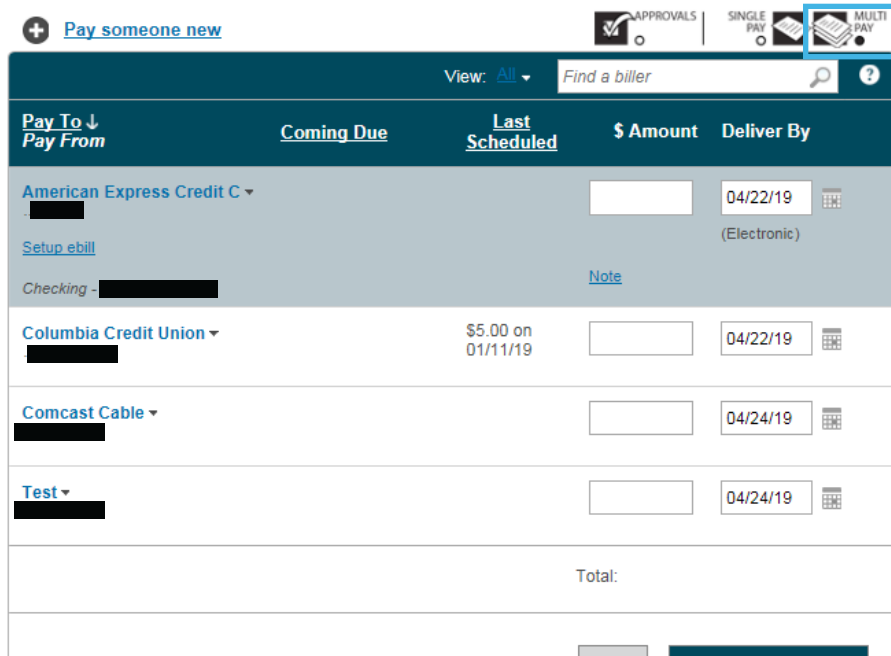 Pay someone new
APPROVALS
SINGLE
PAY
MULTI
PAY
View: All
Find a biller
?
Pay To ↓
Pay From
Coming Due
Last
Scheduled
$ Amount
Deliver By
American Express Credit C
04/22/19
(Electronic)
Setup ebill
Note
Checking -
Columbia Credit Union
$5.00 on
01/11/19
04/22/19
Comcast Cable
04/24/19
Test
04/24/19
Total: